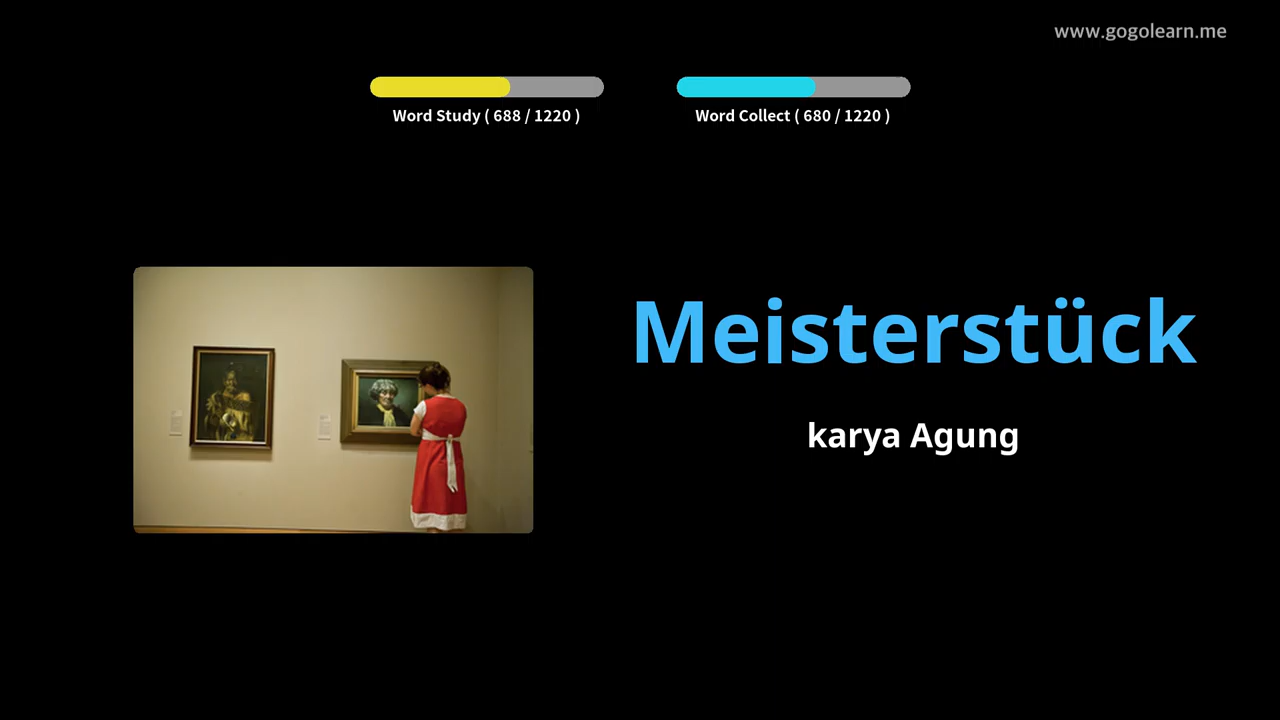 www.gogolearn.me
Word Study ( 688 / 1220 )
Word Collect ( 680 / 1220 )
Meisterstück
karya Agung